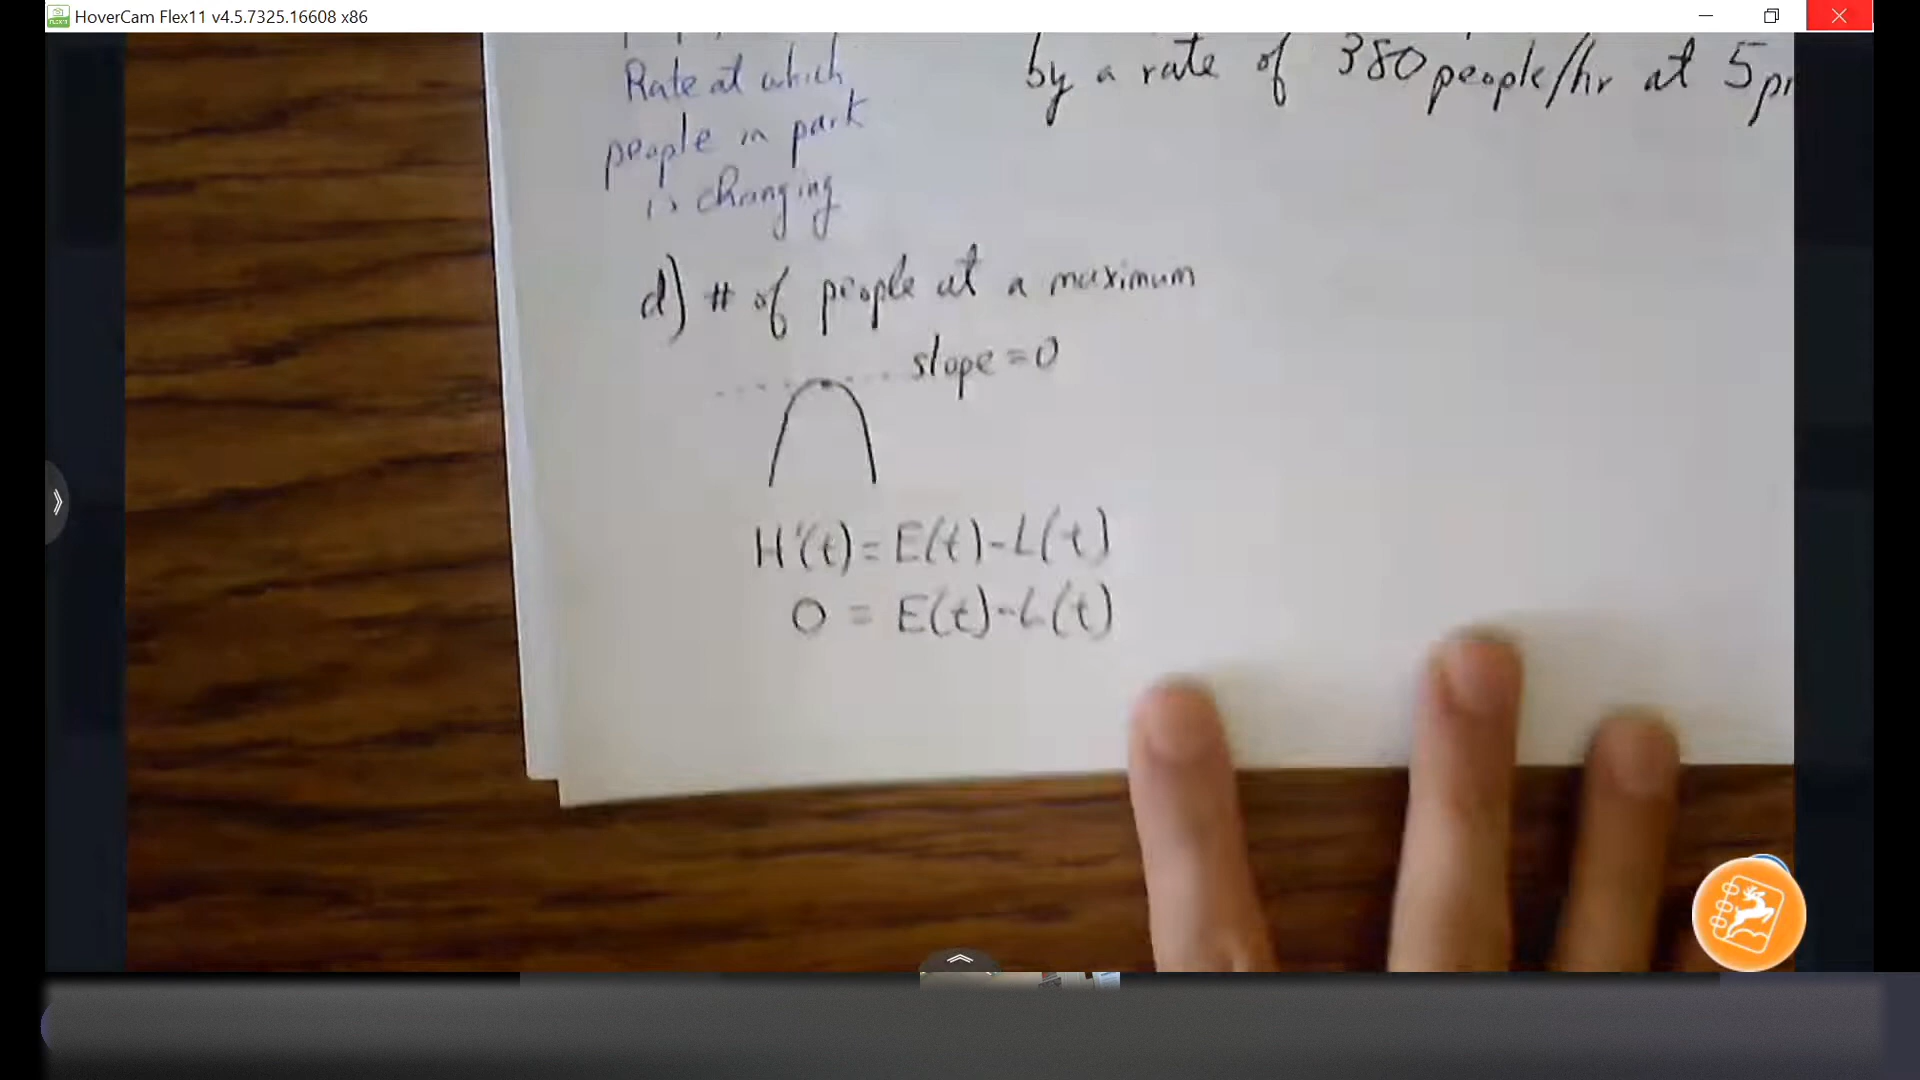 HoverCam Flex11 v4.5.7325.16608 x86
Rate at which
people in park
is changing
by a rate of 380 people/hr at 5p
d) # of people at a maximum
slope = 0
H'(t) = E(t) - L(t)
0 = E(t) - L(t)